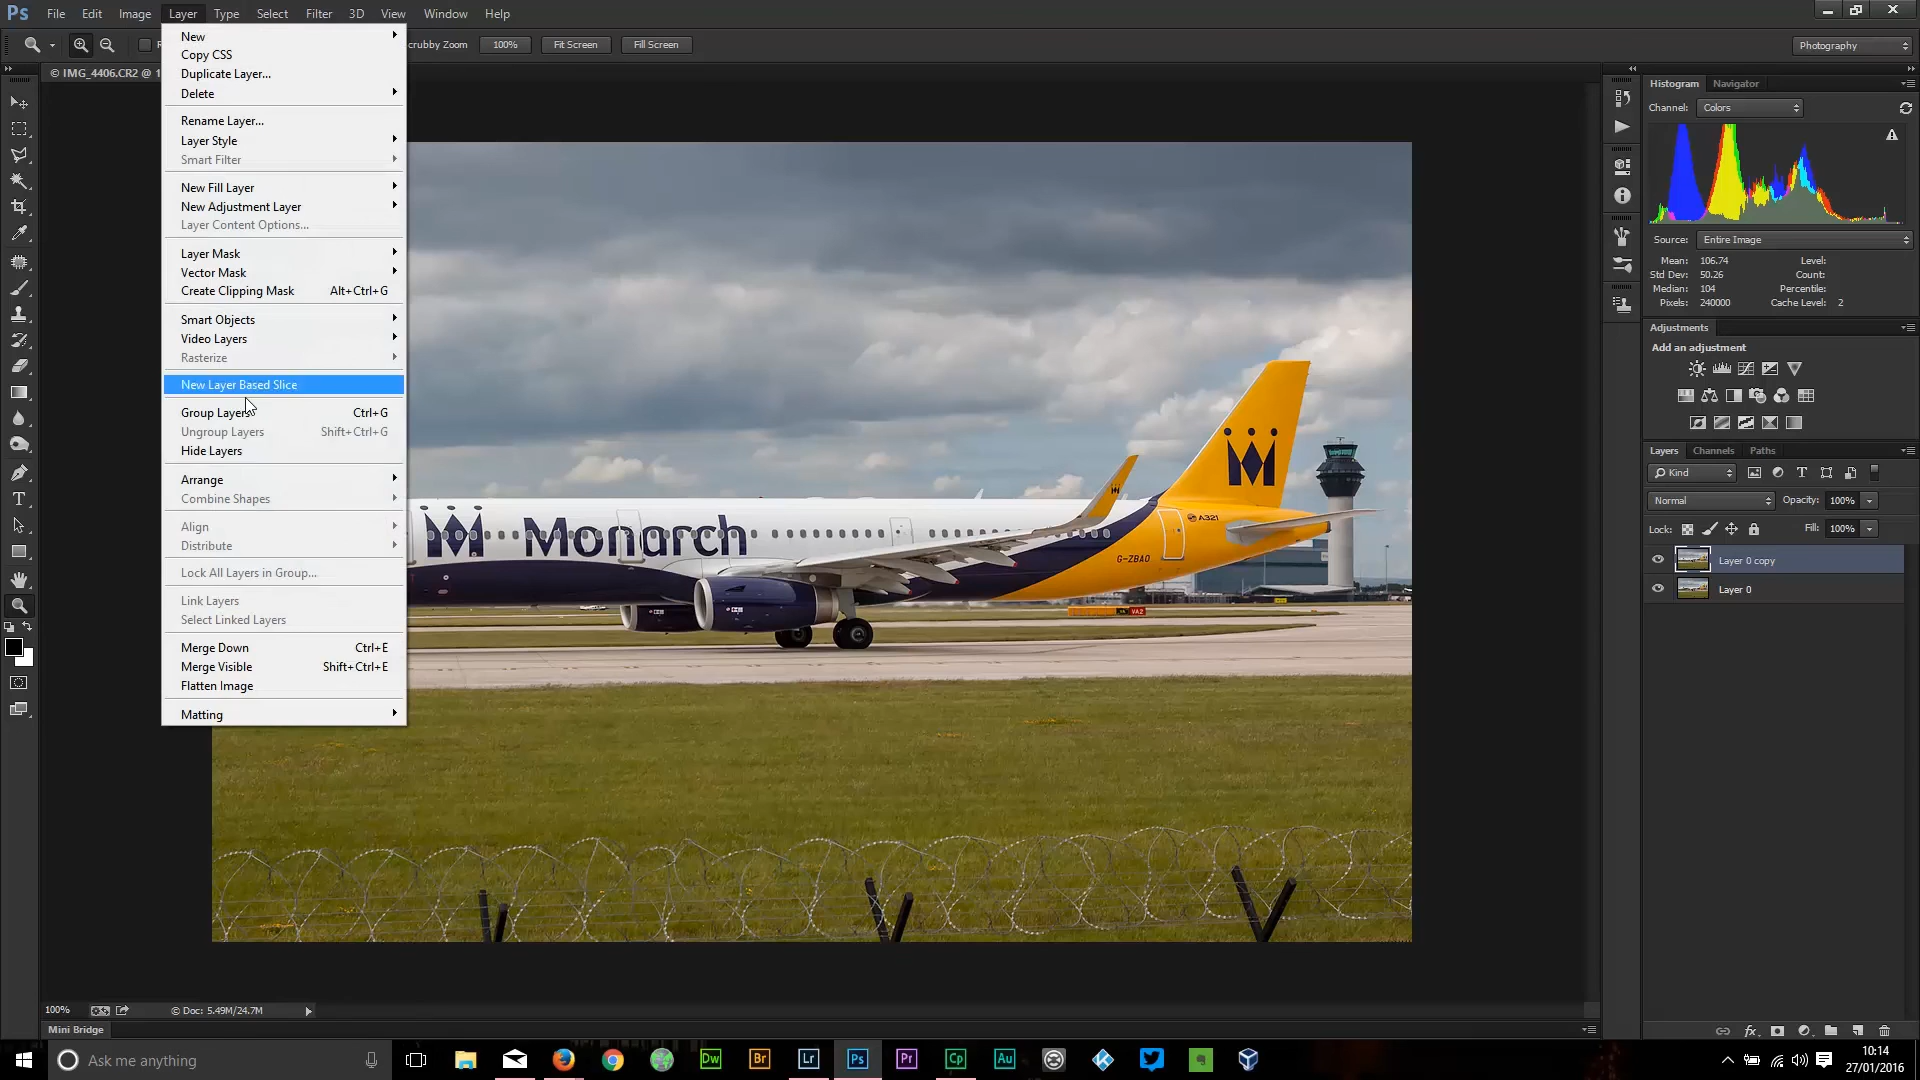 Ps File Edit Image Layer Type Select Filter 3D View Window Help
Scrubby Zoom 100% Fit Screen Fill Screen Photography
© IMG_4406.CR2 @ 1
New
Copy CSS
Duplicate Layer...
Delete
Rename Layer...
Layer Style
Smart Filter
New Fill Layer
New Adjustment Layer
Layer Content Options...
Layer Mask
Vector Mask
Create Clipping Mask Alt+Ctrl+G
Smart Objects
Video Layers
Rasterize
New Layer Based Slice
Group Layers Ctrl+G
Ungroup Layers Shift+Ctrl+G
Hide Layers
Arrange
Combine Shapes
Align
Distribute
Lock All Layers in Group...
Link Layers
Select Linked Layers
Merge Down Ctrl+E
Merge Visible Shift+Ctrl+E
Flatten Image
Matting
M
M Monarch
A321
G-ZBAO
VA2
Histogram Navigator
Channel: Colors
Source: Entire Image
Mean: 106.74 Level:
Std Dev: 50.26 Count:
Median: 104 Percentile:
Pixels: 240000 Cache Level: 2
Adjustments
Add an adjustment
Layers Channels Paths
Kind
Normal Opacity: 100%
Lock: Fill: 100%
Layer 0 copy
Layer 0
100% © Doc: 5.49M/24.7M
Mini Bridge
Ask me anything
Dw Br Lr Ps Pr Cp Au
10:14
27/01/2016